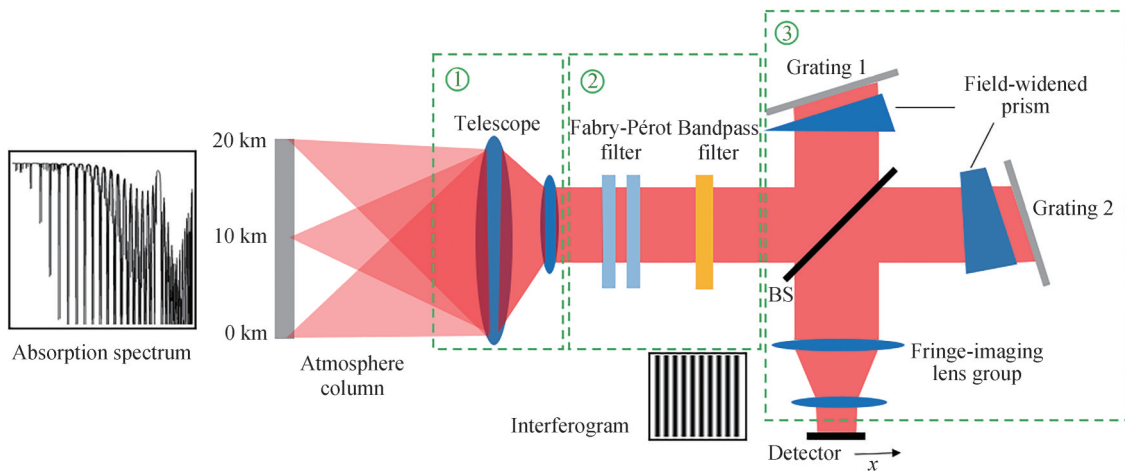 ③
Grating 1
①
②
Field-widened
prism
Telescope
Fabry-Pérot
filter
Bandpass
filter
20 km
10 km
0 km
Grating 2
BS
Absorption spectrum
Atmosphere
column
Fringe-imaging
lens group
Interferogram
Detector
x